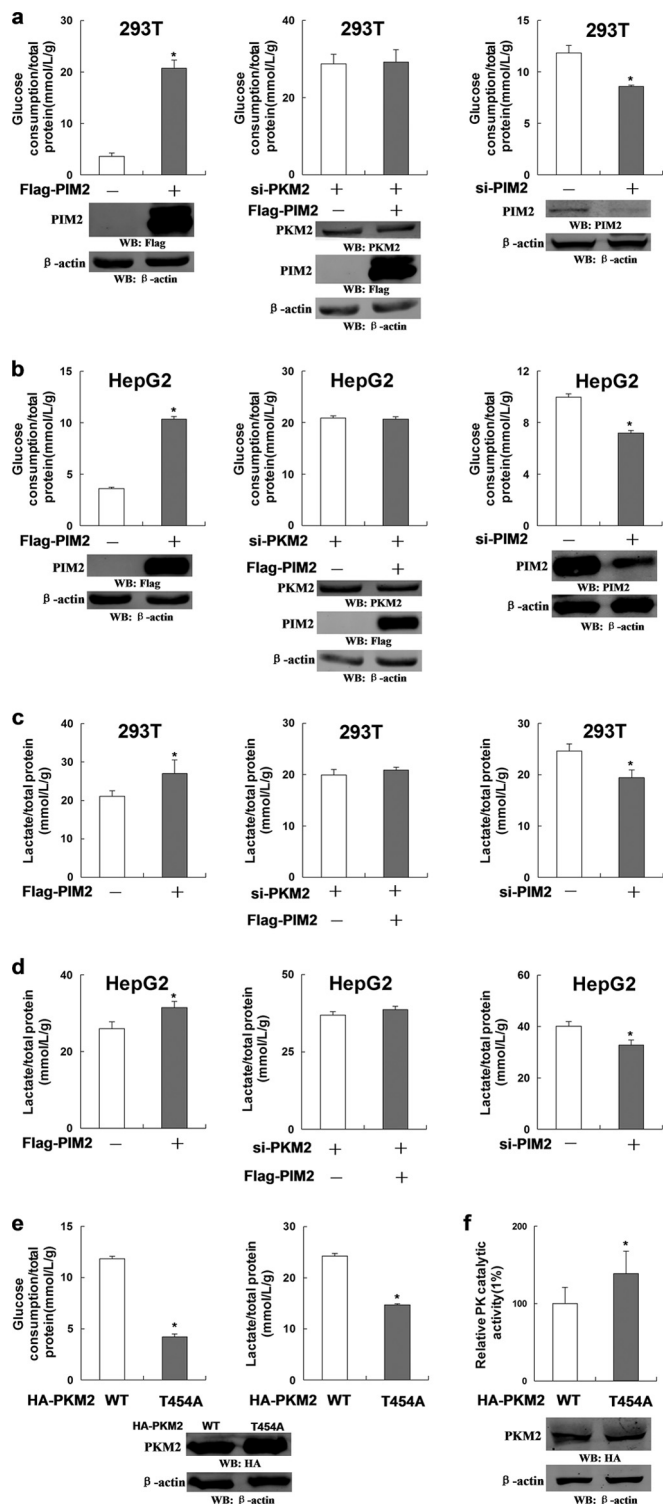 a
293T
Glucose
consumption/total
protein(mmol/L/g)
30
20
10
0
*
Flag-PIM2 — +
PIM2
WB: Flag
β-actin
WB: β-actin
293T
Glucose
consumption/total
protein(mmol/L/g)
40
20
0
si-PKM2 + +
Flag-PIM2 — +
PKM2
WB: PKM2
PIM2
WB: Flag
β-actin
WB: β-actin
293T
Glucose
consumption/total
protein(mmol/L/g)
15
10
5
0
*
si-PIM2 — +
PIM2
WB: PIM2
β-actin
WB: β-actin
b
HepG2
Glucose
consumption/total
protein(mmol/L/g)
15
10
5
0
*
Flag-PIM2 — +
PIM2
WB: Flag
β-actin
WB: β-actin
HepG2
Glucose
consumption/total
protein(mmol/L/g)
30
20
10
0
si-PKM2 + +
Flag-PIM2 — +
PKM2
WB: PKM2
PIM2
WB: Flag
β-actin
WB: β-actin
HepG2
Glucose
consumption/total
protein(mmol/L/g)
10
5
0
*
si-PIM2 — +
PIM2
WB: PIM2
β-actin
WB: β-actin
c
293T
Lactate/total protein
(mmol/L/g)
40
30
20
10
0
*
Flag-PIM2 — +
293T
Lactate/total protein
(mmol/L/g)
30
20
10
0
si-PKM2 + +
Flag-PIM2 — +
293T
Lactate/total protein
(mmol/L/g)
30
20
10
0
*
si-PIM2 — +
d
HepG2
Lactate/total protein
(mmol/L/g)
40
20
0
*
Flag-PIM2 — +
HepG2
Lactate/total protein
(mmol/L/g)
50
25
0
si-PKM2 + +
Flag-PIM2 — +
HepG2
Lactate/total protein
(mmol/L/g)
60
40
20
0
*
si-PIM2 — +
e
Glucose
consumption/total
protein(mmol/L/g)
15
10
5
0
*
HA-PKM2 WT T454A
Lactate/total protein
(mmol/L/g)
30
20
10
0
*
HA-PKM2 WT T454A
HA-PKM2 WT T454A
PKM2
WB: HA
β-actin
WB: β-actin
f
Relative PK catalytic
activity(1%)
200
100
0
*
HA-PKM2 WT T454A
PKM2
WB: HA
β-actin
WB: β-actin